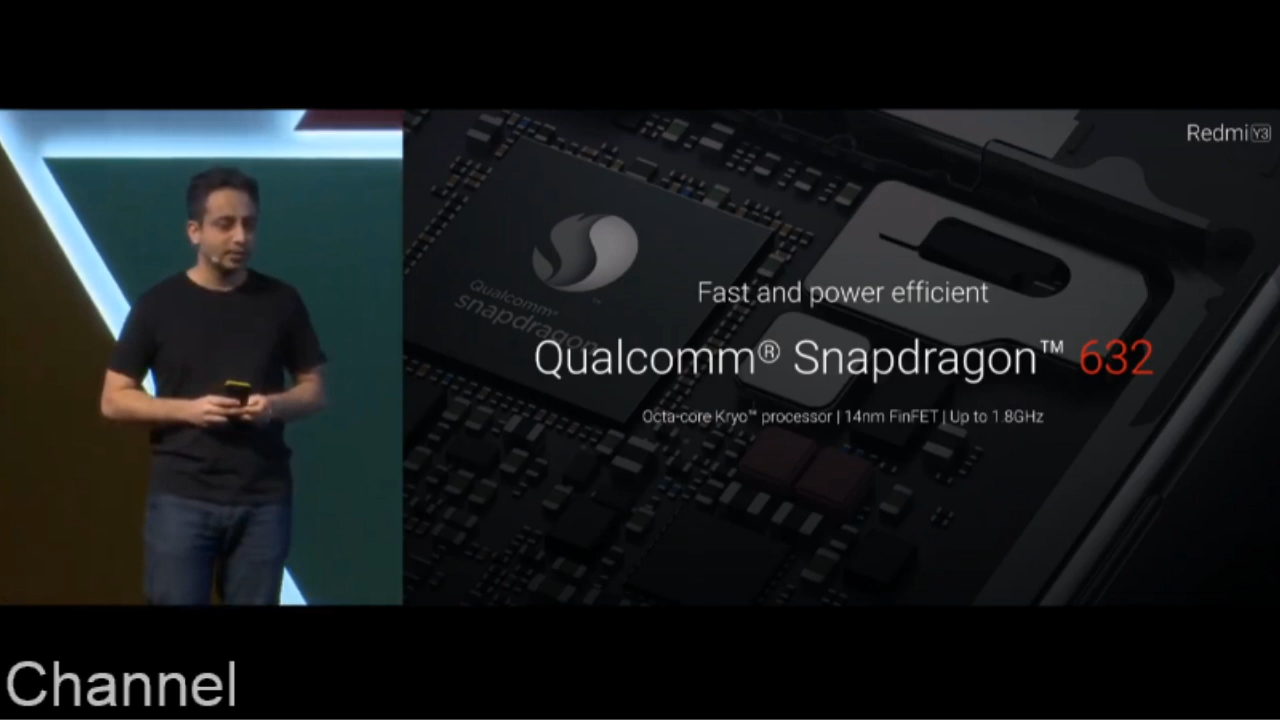 Redmi Y3
Qualcomm™
snapdragon
Fast and power efficient
Qualcomm® Snapdragon™ 632
Octa-core Kryo™ processor | 14nm FinFET | Up to 1.8GHz
Channel